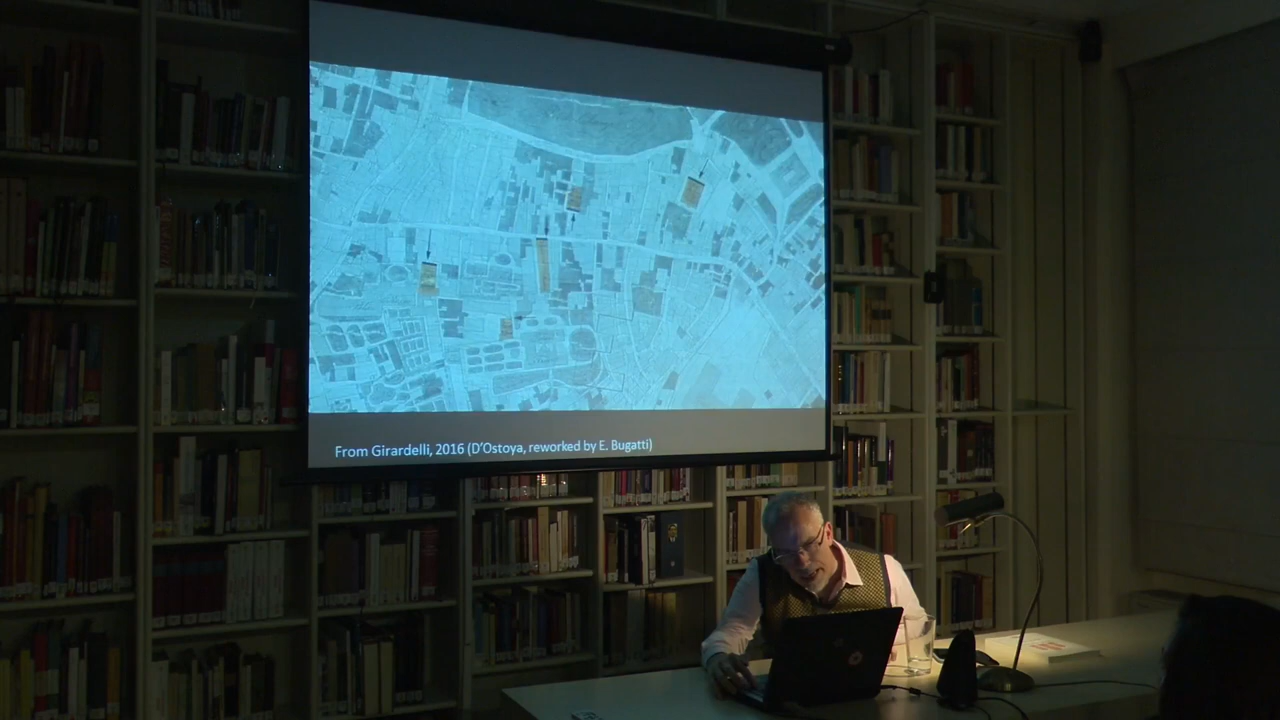 From Girardelli, 2016 (D'Ostoya, reworked by E. Bugatti)